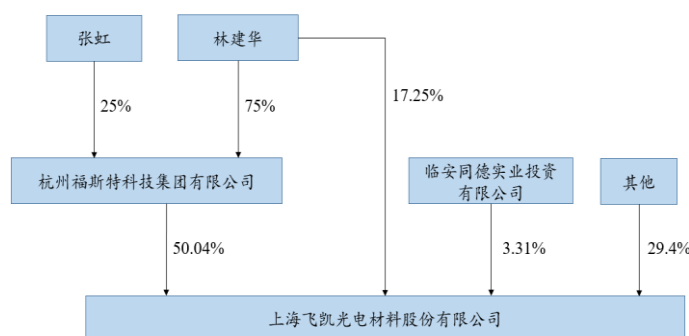 张虹
林建华
25%
75%
17.25%
杭州福斯特科技集团有限公司
临安同德实业投资
有限公司
其他
50.04%
3.31%
29.4%
上海飞凯光电材料股份有限公司